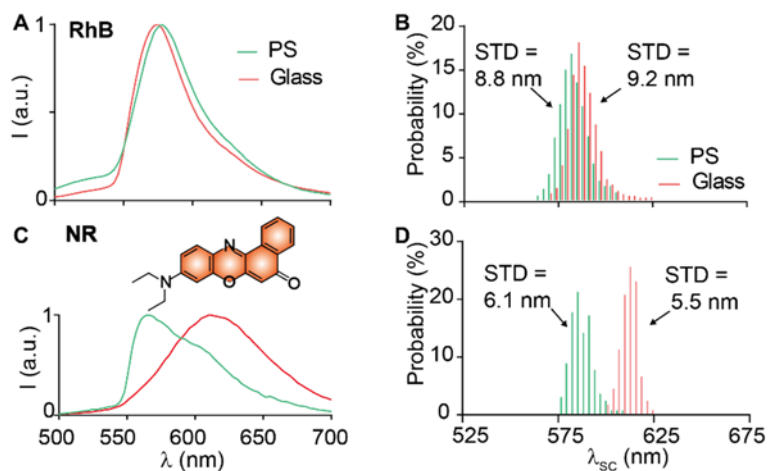 A RhB
PS
Glass
I (a.u.)
1
0
B
STD =
8.8 nm
STD =
9.2 nm
PS
Glass
Probability (%)
20
15
10
5
0
C NR
N
N
O
O
I (a.u.)
1
0
500 550 600 650 700
λ (nm)
D
STD =
6.1 nm
STD =
5.5 nm
Probability (%)
30
20
10
0
525 575 625 675
λSC (nm)